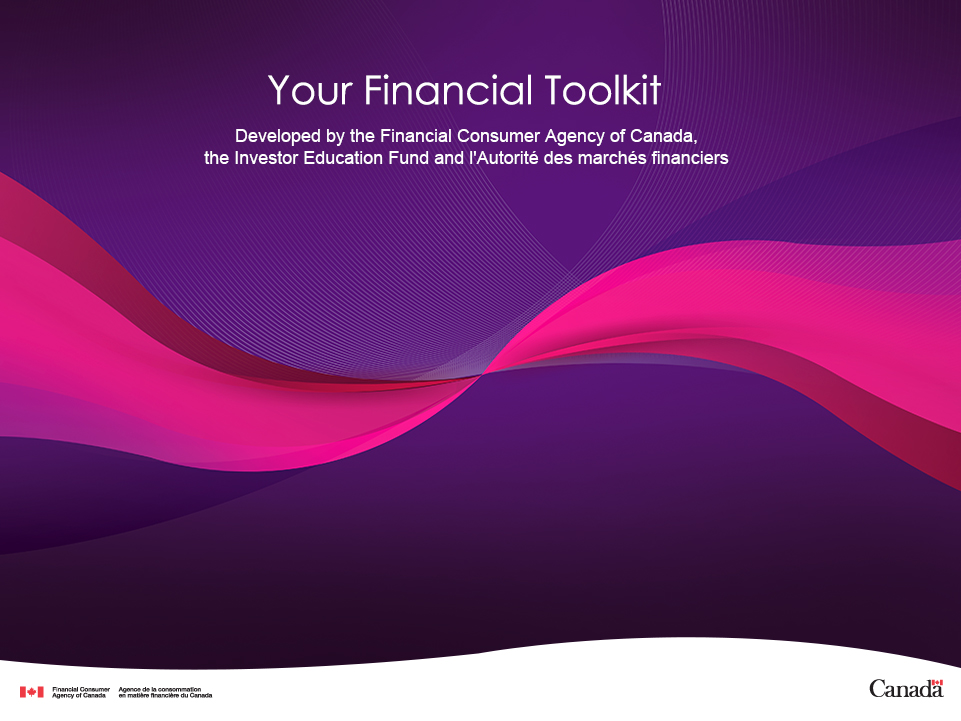 Your Financial Toolkit
Developed by the Financial Consumer Agency of Canada,
the Investor Education Fund and l'Autorité des marchés financiers
Financial Consumer
Agency of Canada
Agence de la consommation
en matière financière du Canada
Canada